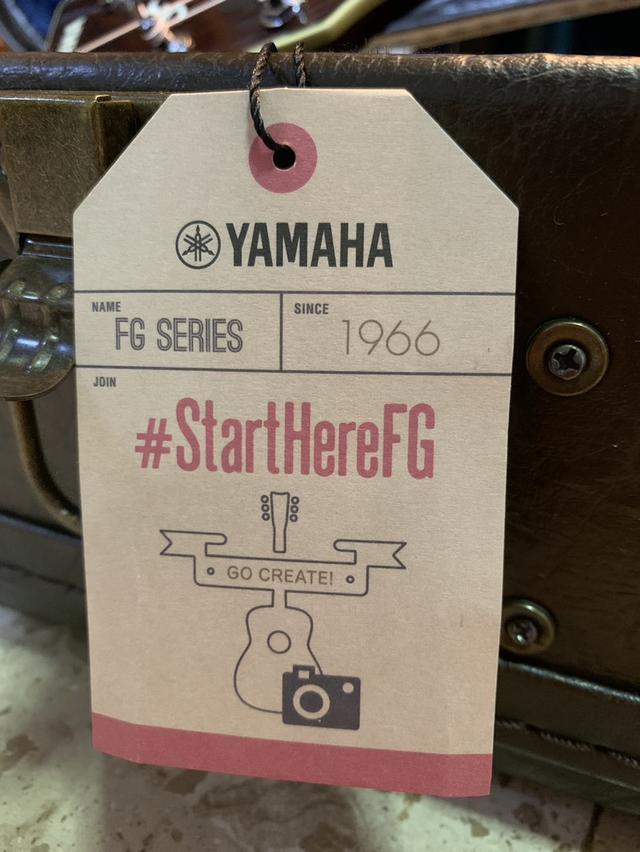 YAMAHA
NAME
FG SERIES
SINCE
1966
JOIN
#StartHereFG
GO CREATE!